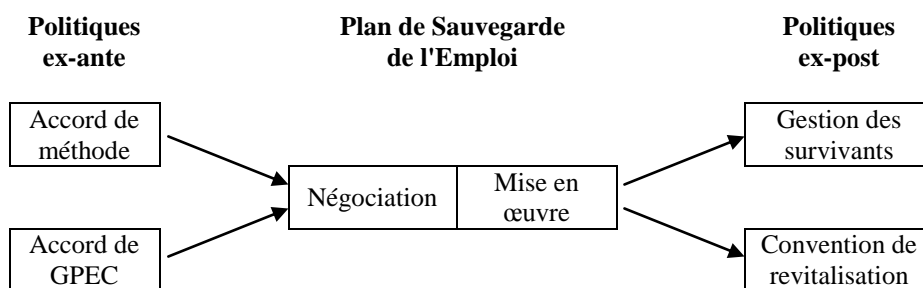 Politiques
ex-ante
Plan de Sauvegarde
de l'Emploi
Politiques
ex-post
Accord de
méthode
Gestion des
survivants
Négociation
Mise en
œuvre
Accord de
GPEC
Convention de
revitalisation